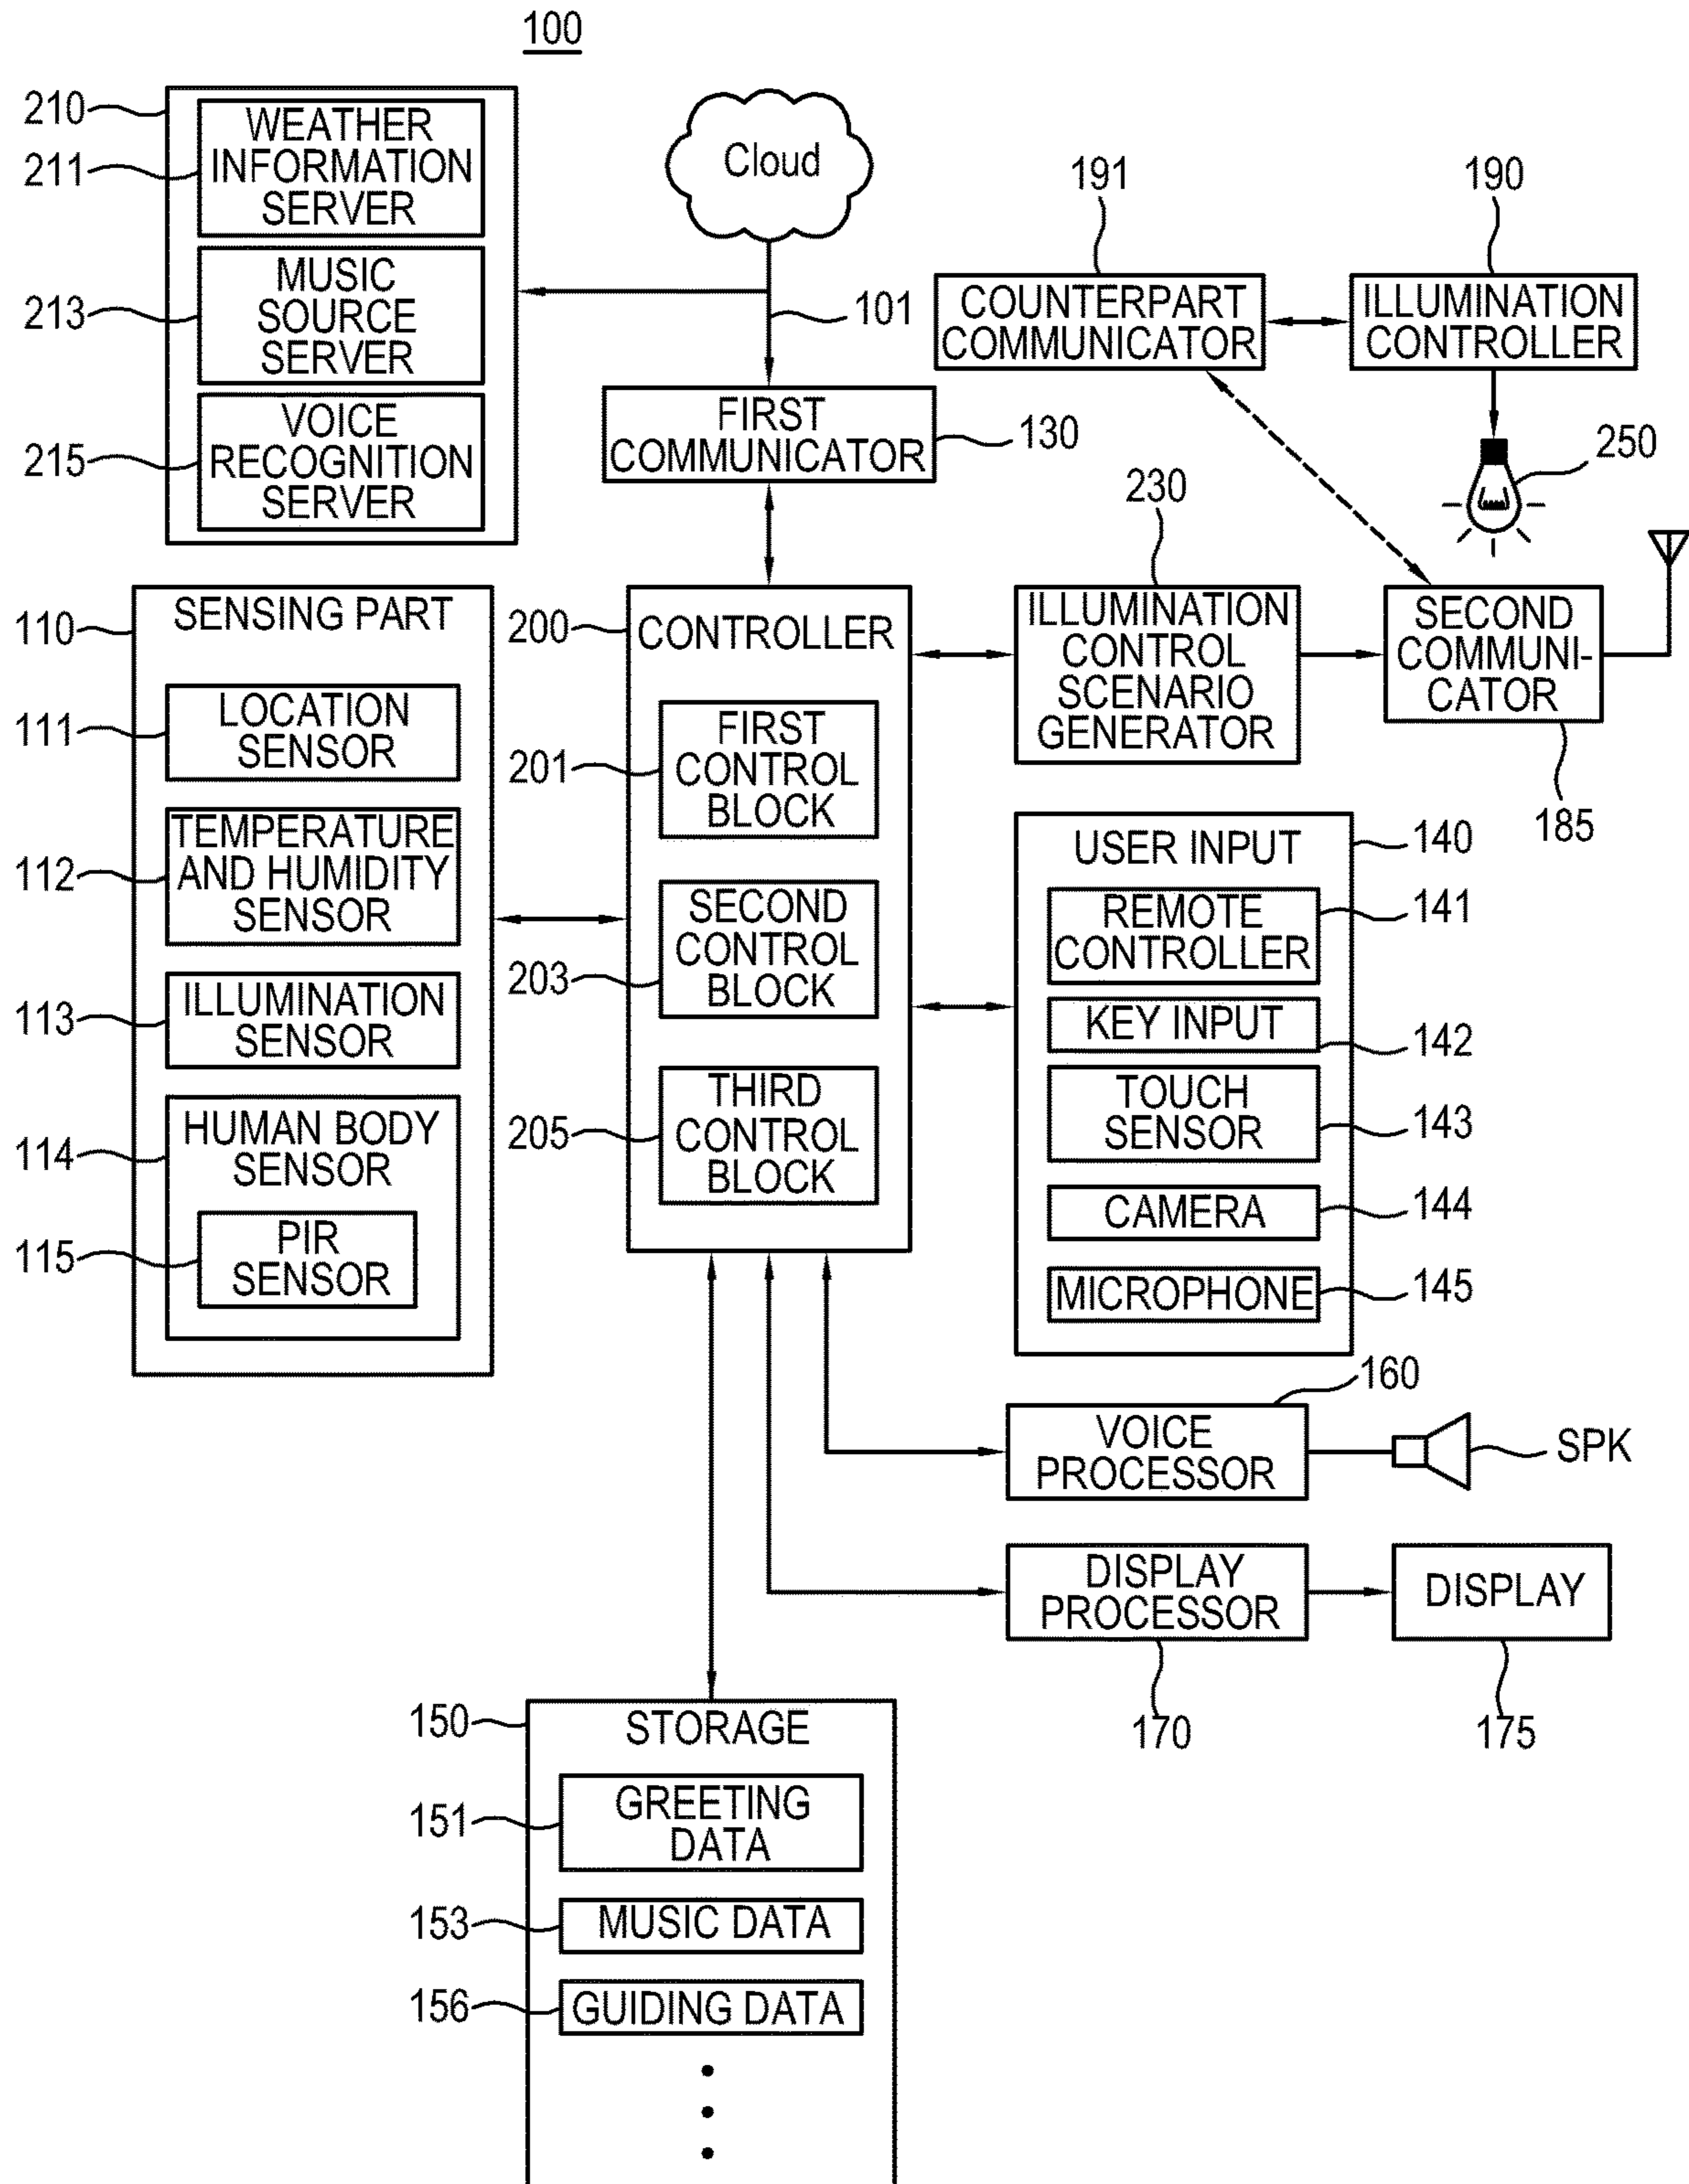 100
210
WEATHER
INFORMATION
SERVER
211
MUSIC
SOURCE
SERVER
213
VOICE
RECOGNITION
SERVER
215
Cloud
101
FIRST
COMMUNICATOR
130
191
COUNTERPART
COMMUNICATOR
190
ILLUMINATION
CONTROLLER
250
230
ILLUMINATION
CONTROL
SCENARIO
GENERATOR
SECOND
COMMUNI-
CATOR
185
110
SENSING PART
111
LOCATION
SENSOR
112
TEMPERATURE
AND HUMIDITY
SENSOR
113
ILLUMINATION
SENSOR
114
HUMAN BODY
SENSOR
115
PIR
SENSOR
200
CONTROLLER
201
FIRST
CONTROL
BLOCK
203
SECOND
CONTROL
BLOCK
205
THIRD
CONTROL
BLOCK
USER INPUT
140
REMOTE
CONTROLLER
141
KEY INPUT
142
TOUCH
SENSOR
143
CAMERA
144
MICROPHONE
145
160
VOICE
PROCESSOR
SPK
DISPLAY
PROCESSOR
170
DISPLAY
175
150
STORAGE
151
GREETING
DATA
153
MUSIC DATA
156
GUIDING DATA